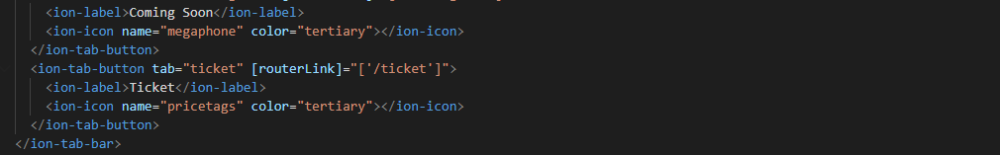 <ion-label>Coming Soon</ion-label>
<ion-icon name="megaphone" color="tertiary"></ion-icon>
</ion-tab-button>
<ion-tab-button tab="ticket" [routerLink]="['/ticket']">
<ion-label>Ticket</ion-label>
<ion-icon name="pricetags" color="tertiary"></ion-icon>
</ion-tab-button>
</ion-tab-bar>